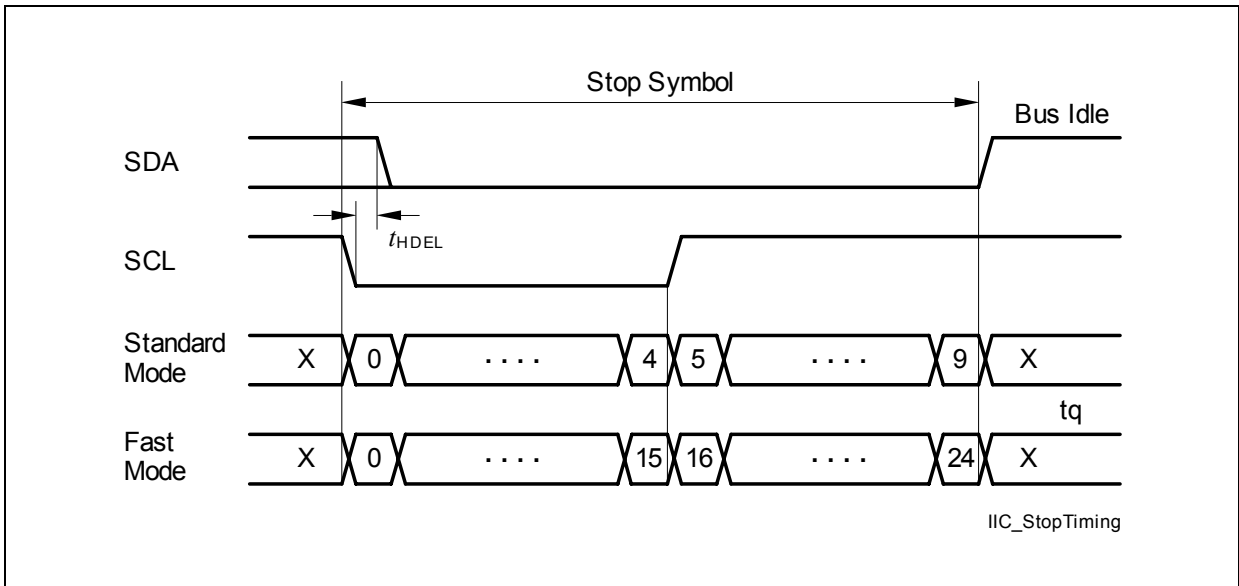 Stop Symbol
Bus Idle
SDA
tHDEL
SCL
Standard
Mode
X 0 .... 4 5 .... 9 X
tq
Fast
Mode
X 0 .... 15 16 .... 24 X
IIC_StopTiming